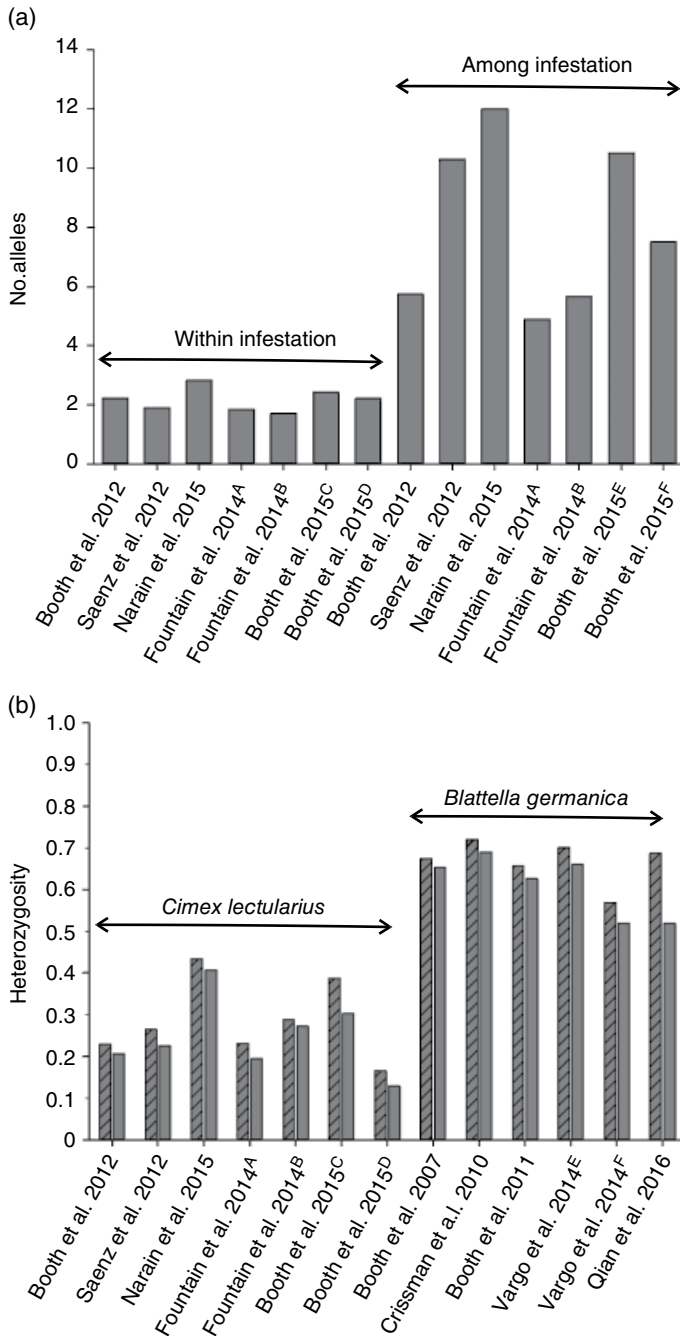 (a)
14
12
10
8
6
4
2
0
No.alleles
Within infestation
Among infestation
Booth et al. 2012
Saenz et al. 2012
Narain et al. 2015
Fountain et al. 2014A
Fountain et al. 2014B
Booth et al. 2015C
Booth et al. 2015D
Booth et al. 2012
Saenz et al. 2012
Narain et al. 2015
Fountain et al. 2014A
Fountain et al. 2014B
Booth et al. 2015E
Booth et al. 2015F
(b)
1.0
0.9
0.8
0.7
0.6
0.5
0.4
0.3
0.2
0.1
0
Heterozygosity
Cimex lectularius
Blattella germanica
Booth et al. 2012
Saenz et al. 2012
Narain et al. 2015
Fountain et al. 2014A
Fountain et al. 2014B
Booth et al. 2015C
Booth et al. 2015D
Booth et al. 2007
Crissman et a.l. 2010
Booth et al. 2011
Vargo et al. 2014E
Vargo et al. 2014F
Qian et al. 2016